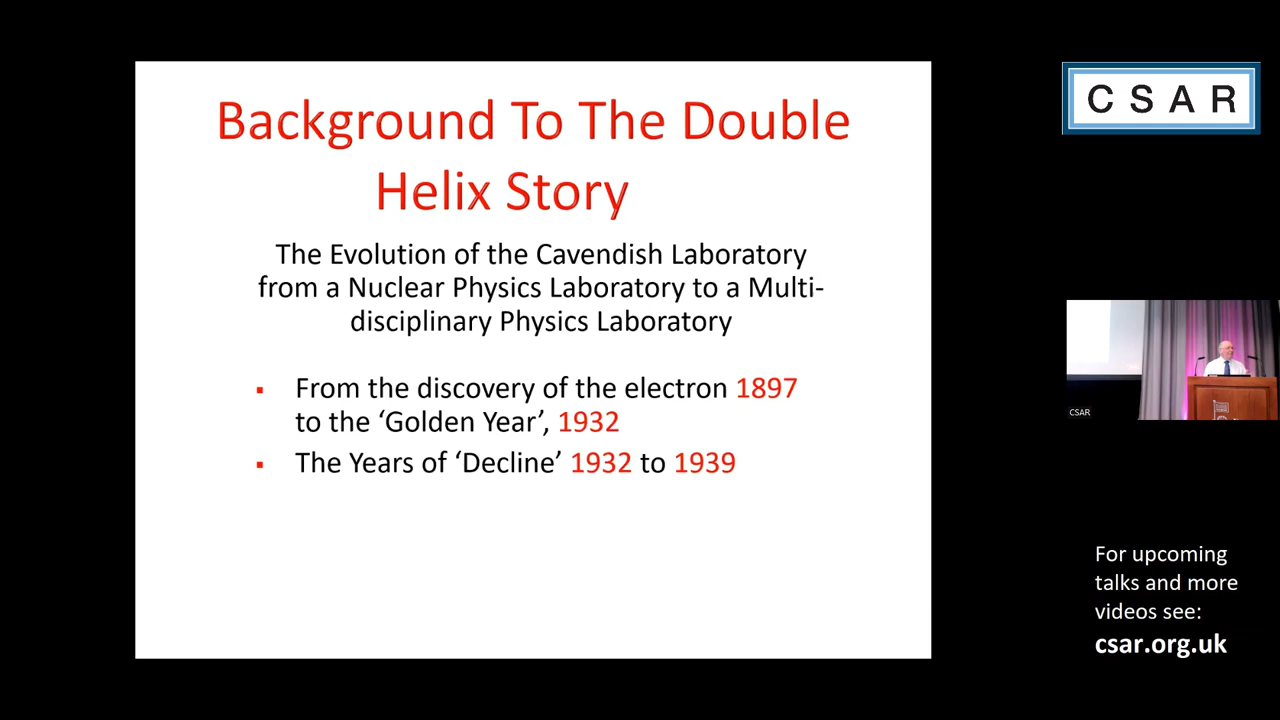 Background To The Double
Helix Story
The Evolution of the Cavendish Laboratory
from a Nuclear Physics Laboratory to a Multi-
disciplinary Physics Laboratory
▪ From the discovery of the electron 1897
to the ‘Golden Year’, 1932
▪ The Years of ‘Decline’ 1932 to 1939
CSAR
CSAR
For upcoming
talks and more
videos see:
csar.org.uk